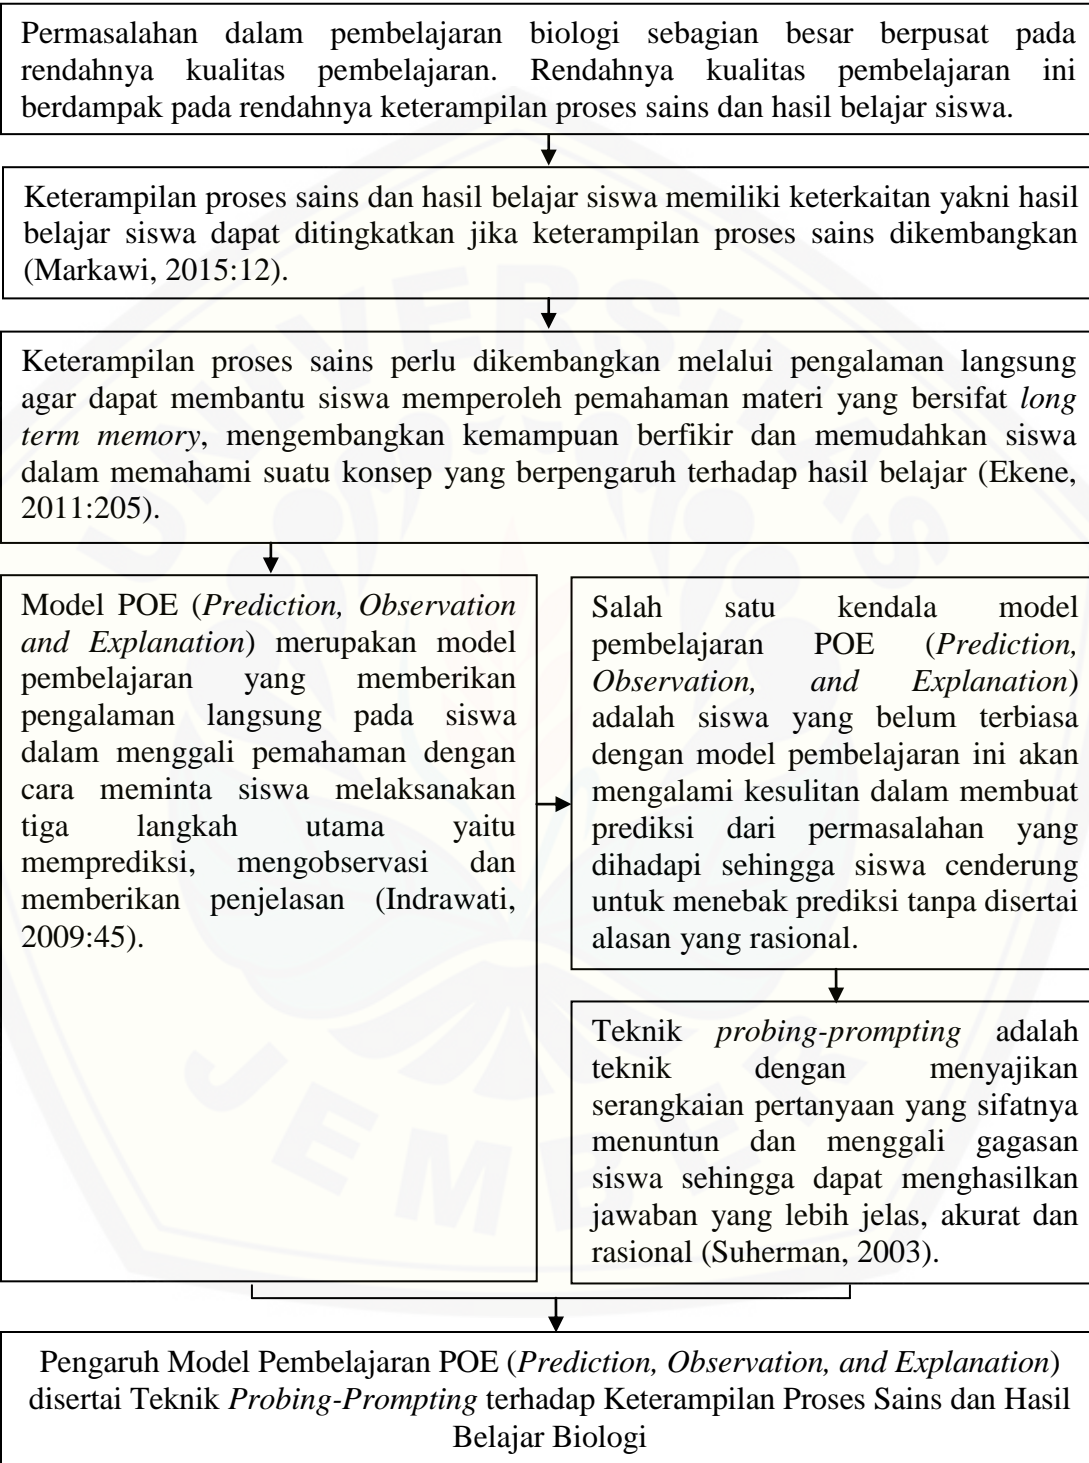 Permasalahan dalam pembelajaran biologi sebagian besar berpusat pada
rendahnya kualitas pembelajaran. Rendahnya kualitas pembelajaran ini
berdampak pada rendahnya keterampilan proses sains dan hasil belajar siswa.
Keterampilan proses sains dan hasil belajar siswa memiliki keterkaitan yakni hasil
belajar siswa dapat ditingkatkan jika keterampilan proses sains dikembangkan
(Markawi, 2015:12).
Keterampilan proses sains perlu dikembangkan melalui pengalaman langsung
agar dapat membantu siswa memperoleh pemahaman materi yang bersifat long
term memory, mengembangkan kemampuan berfikir dan memudahkan siswa
dalam memahami suatu konsep yang berpengaruh terhadap hasil belajar (Ekene,
2011:205).
Model POE (Prediction, Observation
and Explanation) merupakan model
pembelajaran yang memberikan
pengalaman langsung pada siswa
dalam menggali pemahaman dengan
cara meminta siswa melaksanakan
tiga langkah utama yaitu
memprediksi, mengobservasi dan
memberikan penjelasan (Indrawati,
2009:45).
Salah satu kendala model
pembelajaran POE (Prediction,
Observation, and Explanation)
adalah siswa yang belum terbiasa
dengan model pembelajaran ini akan
mengalami kesulitan dalam membuat
prediksi dari permasalahan yang
dihadapi sehingga siswa cenderung
untuk menebak prediksi tanpa disertai
alasan yang rasional.
Teknik probing-prompting adalah
teknik dengan menyajikan
serangkaian pertanyaan yang sifatnya
menuntun dan menggali gagasan
siswa sehingga dapat menghasilkan
jawaban yang lebih jelas, akurat dan
rasional (Suherman, 2003).
Pengaruh Model Pembelajaran POE (Prediction, Observation, and Explanation)
disertai Teknik Probing-Prompting terhadap Keterampilan Proses Sains dan Hasil
Belajar Biologi
UNIVERSITAS
JEMBER